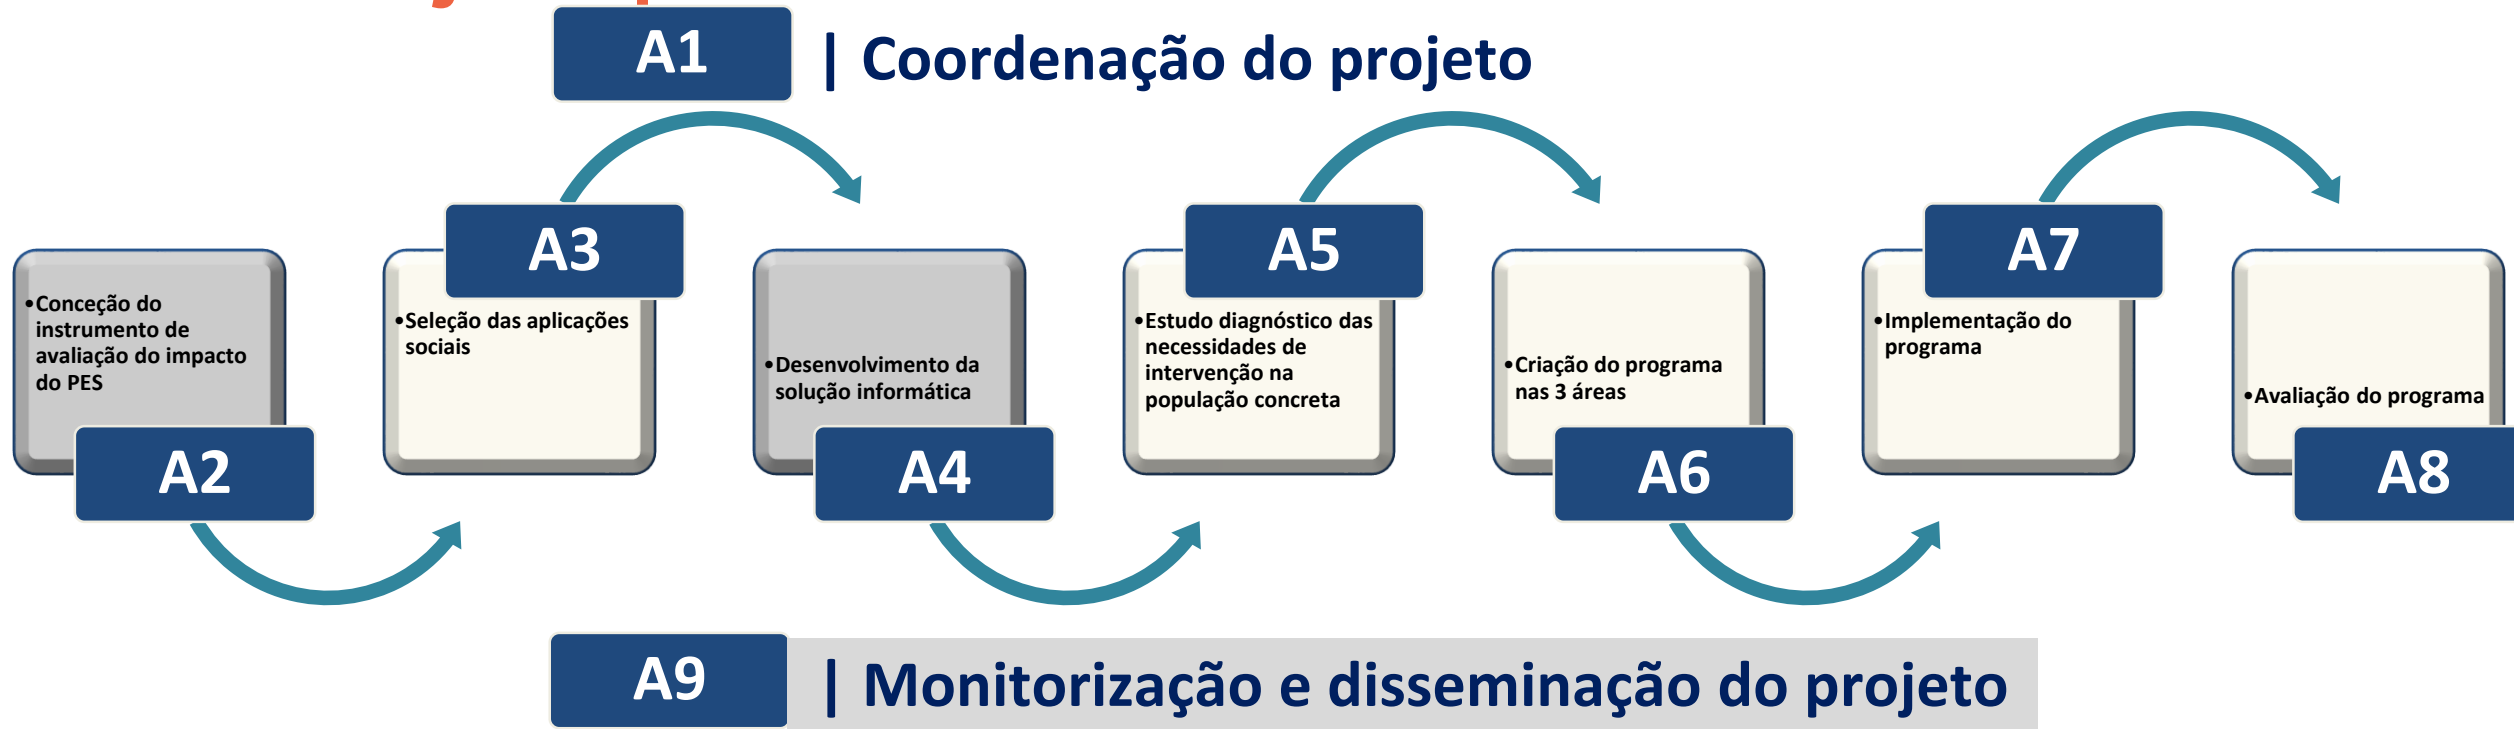 A1 | Coordenação do projeto
•Conceção do
instrumento de
avaliação do impacto
do PES
A2
A3
•Seleção das aplicações
sociais
•Desenvolvimento da
solução informática
A4
A5
•Estudo diagnóstico das
necessidades de
intervenção na
população concreta
•Criação do programa
nas 3 áreas
A6
A7
•Implementação do
programa
•Avaliação do programa
A8
A9 | Monitorização e disseminação do projeto